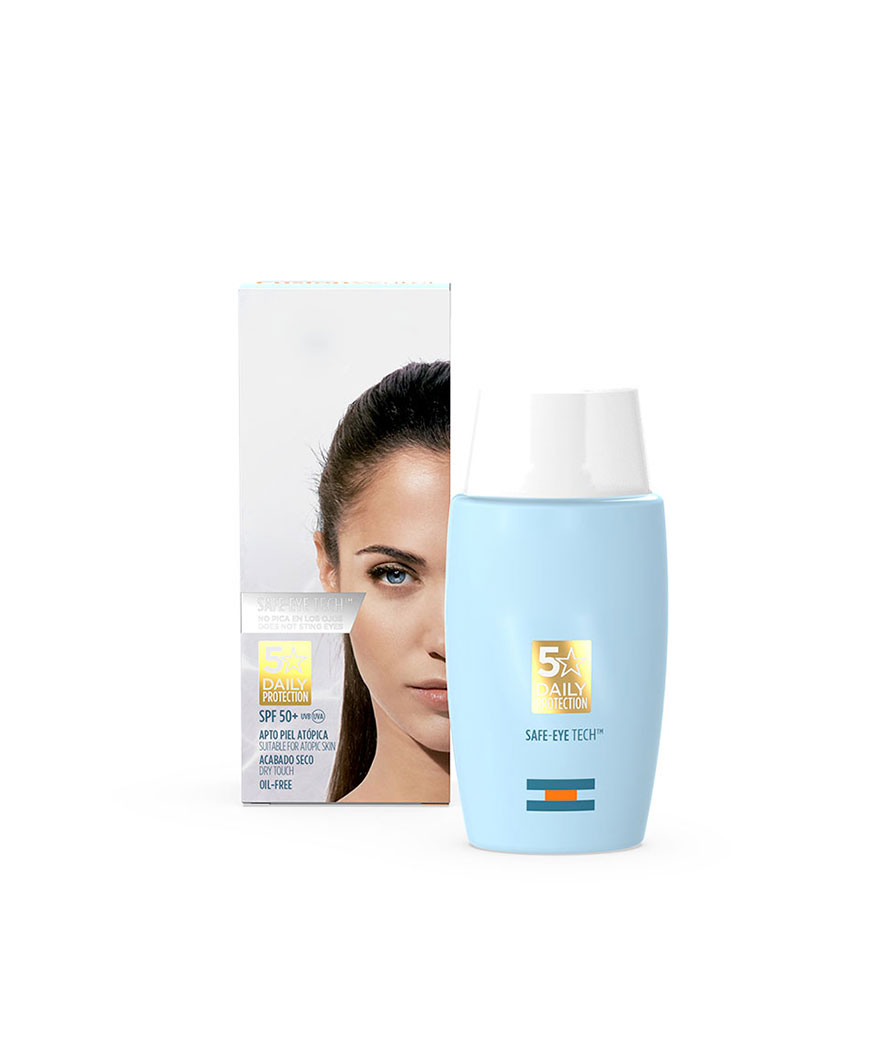 SAFE-EYE TECH™
NO PICA EN LOS OJOS
DOES NOT STING EYES
5☆
DAILY
PROTECTION
SPF 50+ UVB UVA
APTO PIEL ATÓPICA
SUITABLE FOR ATOPIC SKIN
ACABADO SECO
DRY TOUCH
OIL-FREE
5☆
DAILY
PROTECTION
SAFE-EYE TECH™